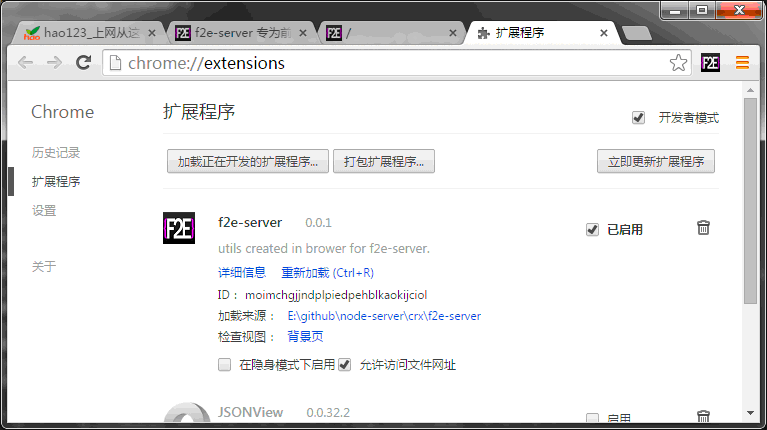 hao123_上网从这
f2e-server 专为前
/
扩展程序
chrome://extensions
F2E
Chrome
扩展程序
开发者模式
历史记录
加载正在开发的扩展程序...
打包扩展程序...
立即更新扩展程序
扩展程序
设置
关于
F2E
f2e-server 0.0.1
已启用
utils created in brower for f2e-server.
详细信息 重新加载 (Ctrl+R)
ID： moimchgjjndplpiedpehblkaokijciol
加载来源： E:\github\node-server\crx\f2e-server
检查视图： 背景页
在隐身模式下启用 允许访问文件网址
JSONView 0.0.32.2
启用